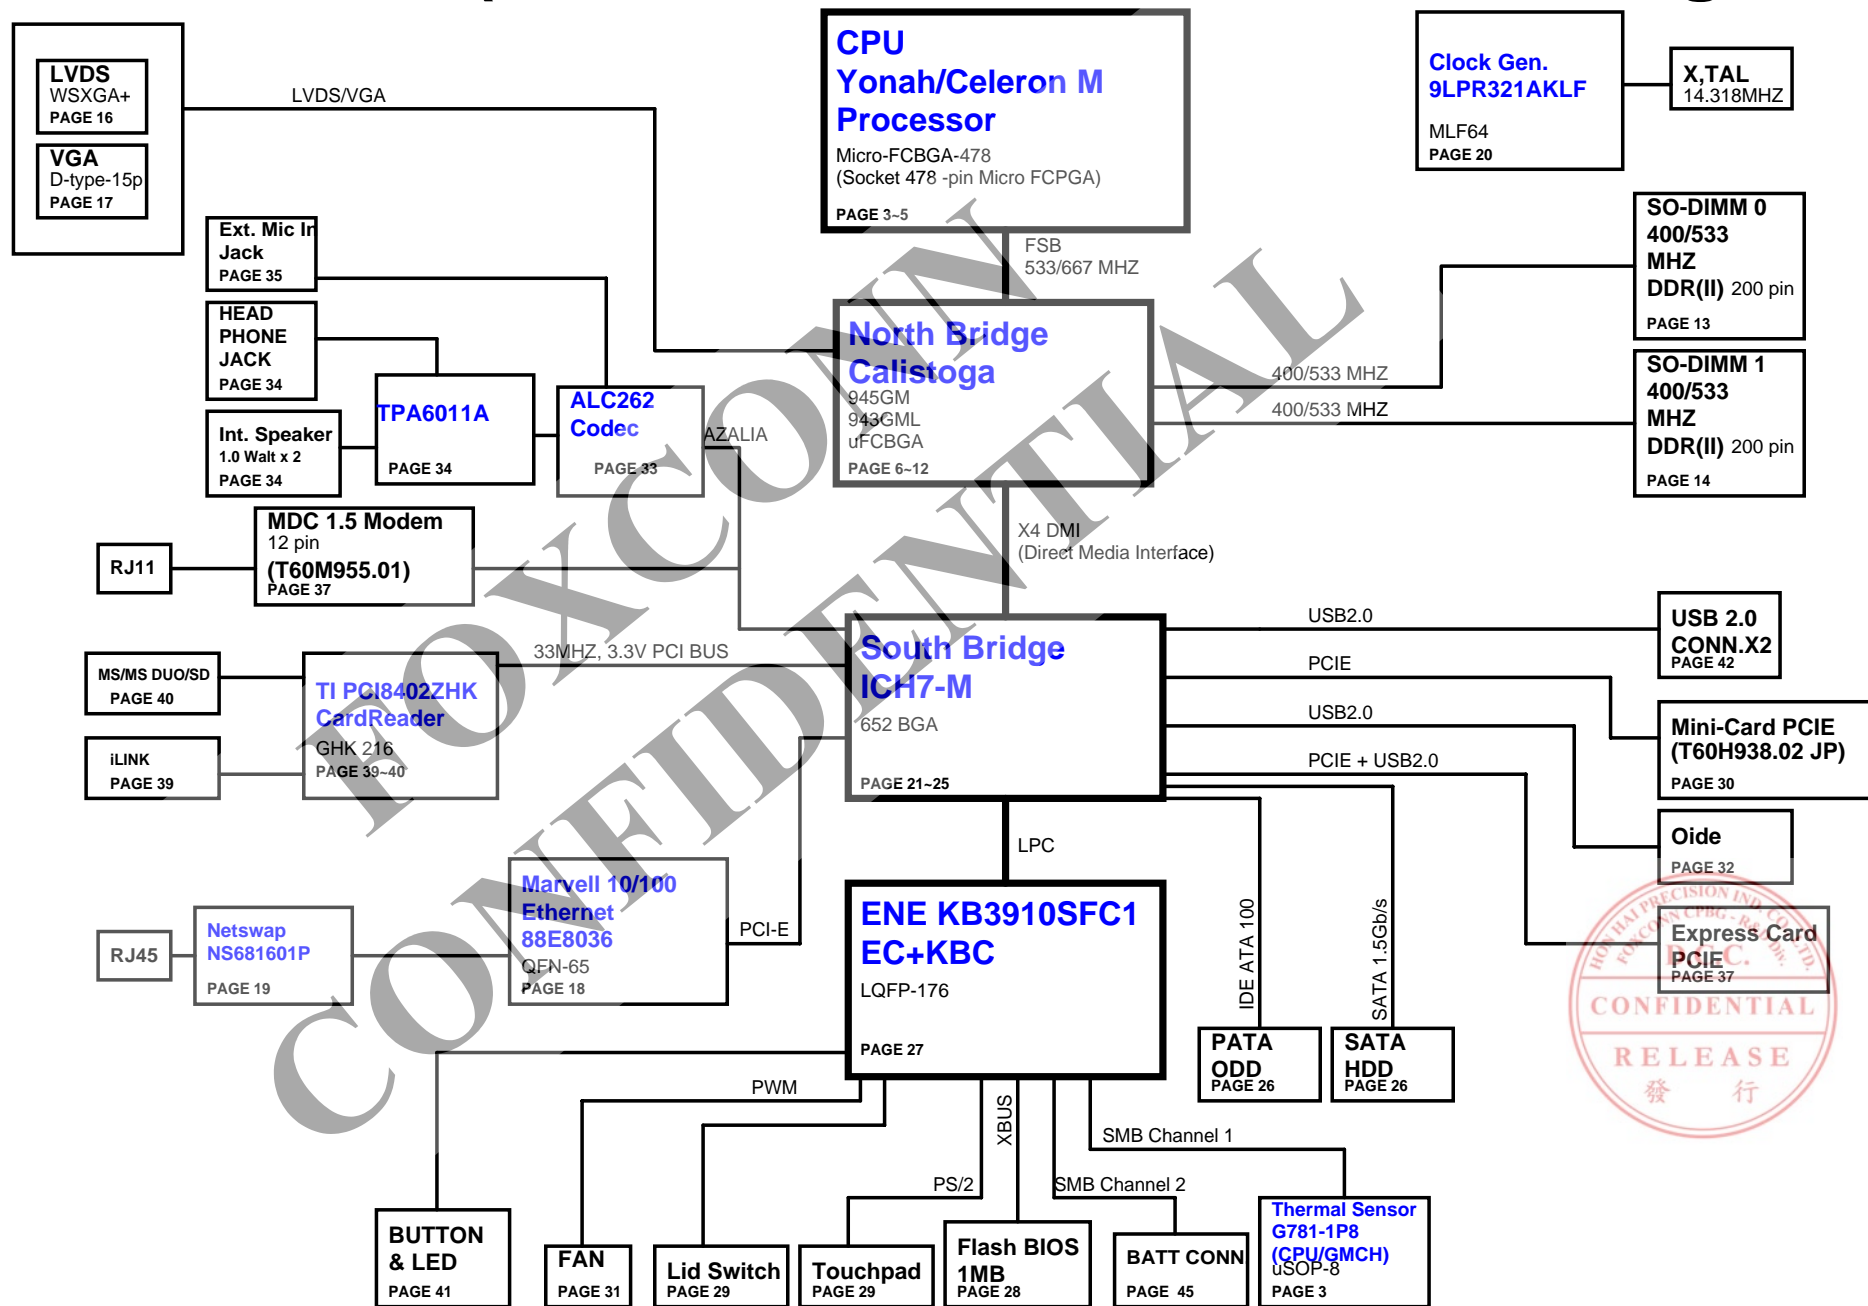 LVDS
WSXGA+
PAGE 16
VGA
D-type-15p
PAGE 17
LVDS/VGA
CPU
Yonah/Celeron M
Processor
Micro-FCBGA-478
(Socket 478 -pin Micro FCPGA)
PAGE 3~5
Clock Gen.
9LPR321AKLF
MLF64
PAGE 20
X,TAL
14.318MHZ
FSB
533/667 MHZ
Ext. Mic In
Jack
PAGE 35
HEAD
PHONE
JACK
PAGE 34
Int. Speaker
1.0 Walt x 2
PAGE 34
TPA6011A
PAGE 34
ALC262
Codec
PAGE 33
AZALIA
North Bridge
Calistoga
945GM
943GML
uFCBGA
PAGE 6~12
400/533 MHZ
400/533 MHZ
SO-DIMM 0
400/533
MHZ
DDR(II) 200 pin
PAGE 13
SO-DIMM 1
400/533
MHZ
DDR(II) 200 pin
PAGE 14
X4 DMI
(Direct Media Interface)
RJ11
MDC 1.5 Modem
12 pin
(T60M955.01)
PAGE 37
MS/MS DUO/SD
PAGE 40
iLINK
PAGE 39
TI PCI8402ZHK
CardReader
GHK 216
PAGE 39~40
33MHZ, 3.3V PCI BUS
South Bridge
ICH7-M
652 BGA
PAGE 21~25
USB2.0
PCIE
USB2.0
PCIE + USB2.0
USB 2.0
CONN.X2
PAGE 42
Mini-Card PCIE
(T60H938.02 JP)
PAGE 30
Oide
PAGE 32
Express Card
PCIE
PAGE 37
LPC
RJ45
Netswap
NS681601P
PAGE 19
Marvell 10/100
Ethernet
88E8036
QFN-65
PAGE 18
PCI-E
ENE KB3910SFC1
EC+KBC
LQFP-176
PAGE 27
IDE ATA 100
SATA 1.5Gb/s
PATA
ODD
PAGE 26
SATA
HDD
PAGE 26
PWM
PS/2
XBUS
SMB Channel 2
SMB Channel 1
BUTTON
& LED
PAGE 41
FAN
PAGE 31
Lid Switch
PAGE 29
Touchpad
PAGE 29
Flash BIOS
1MB
PAGE 28
BATT CONN
PAGE 45
Thermal Sensor
G781-1P8
(CPU/GMCH)
uSOP-8
PAGE 3
FOXCONN
CONFIDENTIAL
HON HAI PRECISION IND. CO., LTD.
FOXCONN CPBG - R&D DIV.
CONFIDENTIAL
RELEASE
發 行